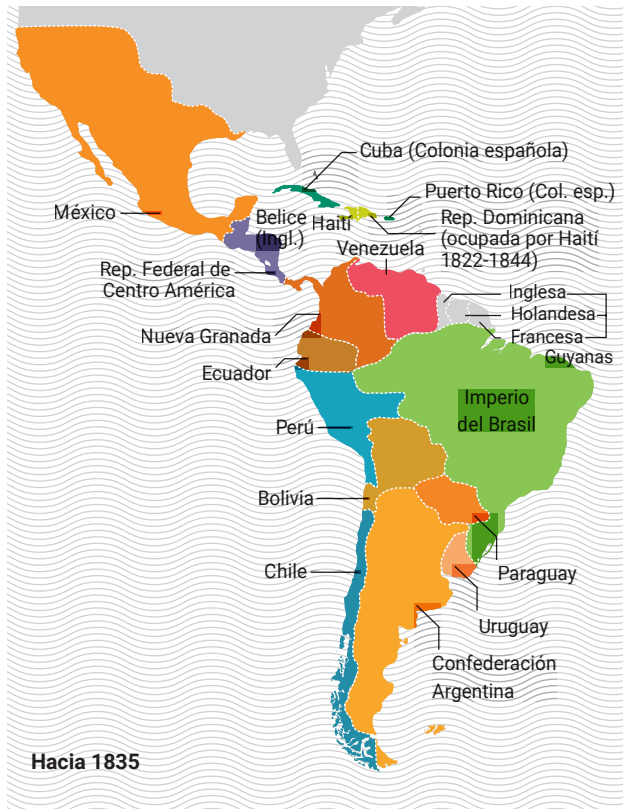 Cuba (Colonia española)
Puerto Rico (Col. esp.)
México
Belice
(Ingl.)
Haití
Rep. Dominicana
(ocupada por Haití
1822-1844)
Venezuela
Rep. Federal de
Centro América
Inglesa
Holandesa
Francesa
Guyanas
Nueva Granada
Ecuador
Imperio
del Brasil
Perú
Bolivia
Chile
Paraguay
Uruguay
Confederación
Argentina
Hacia 1835